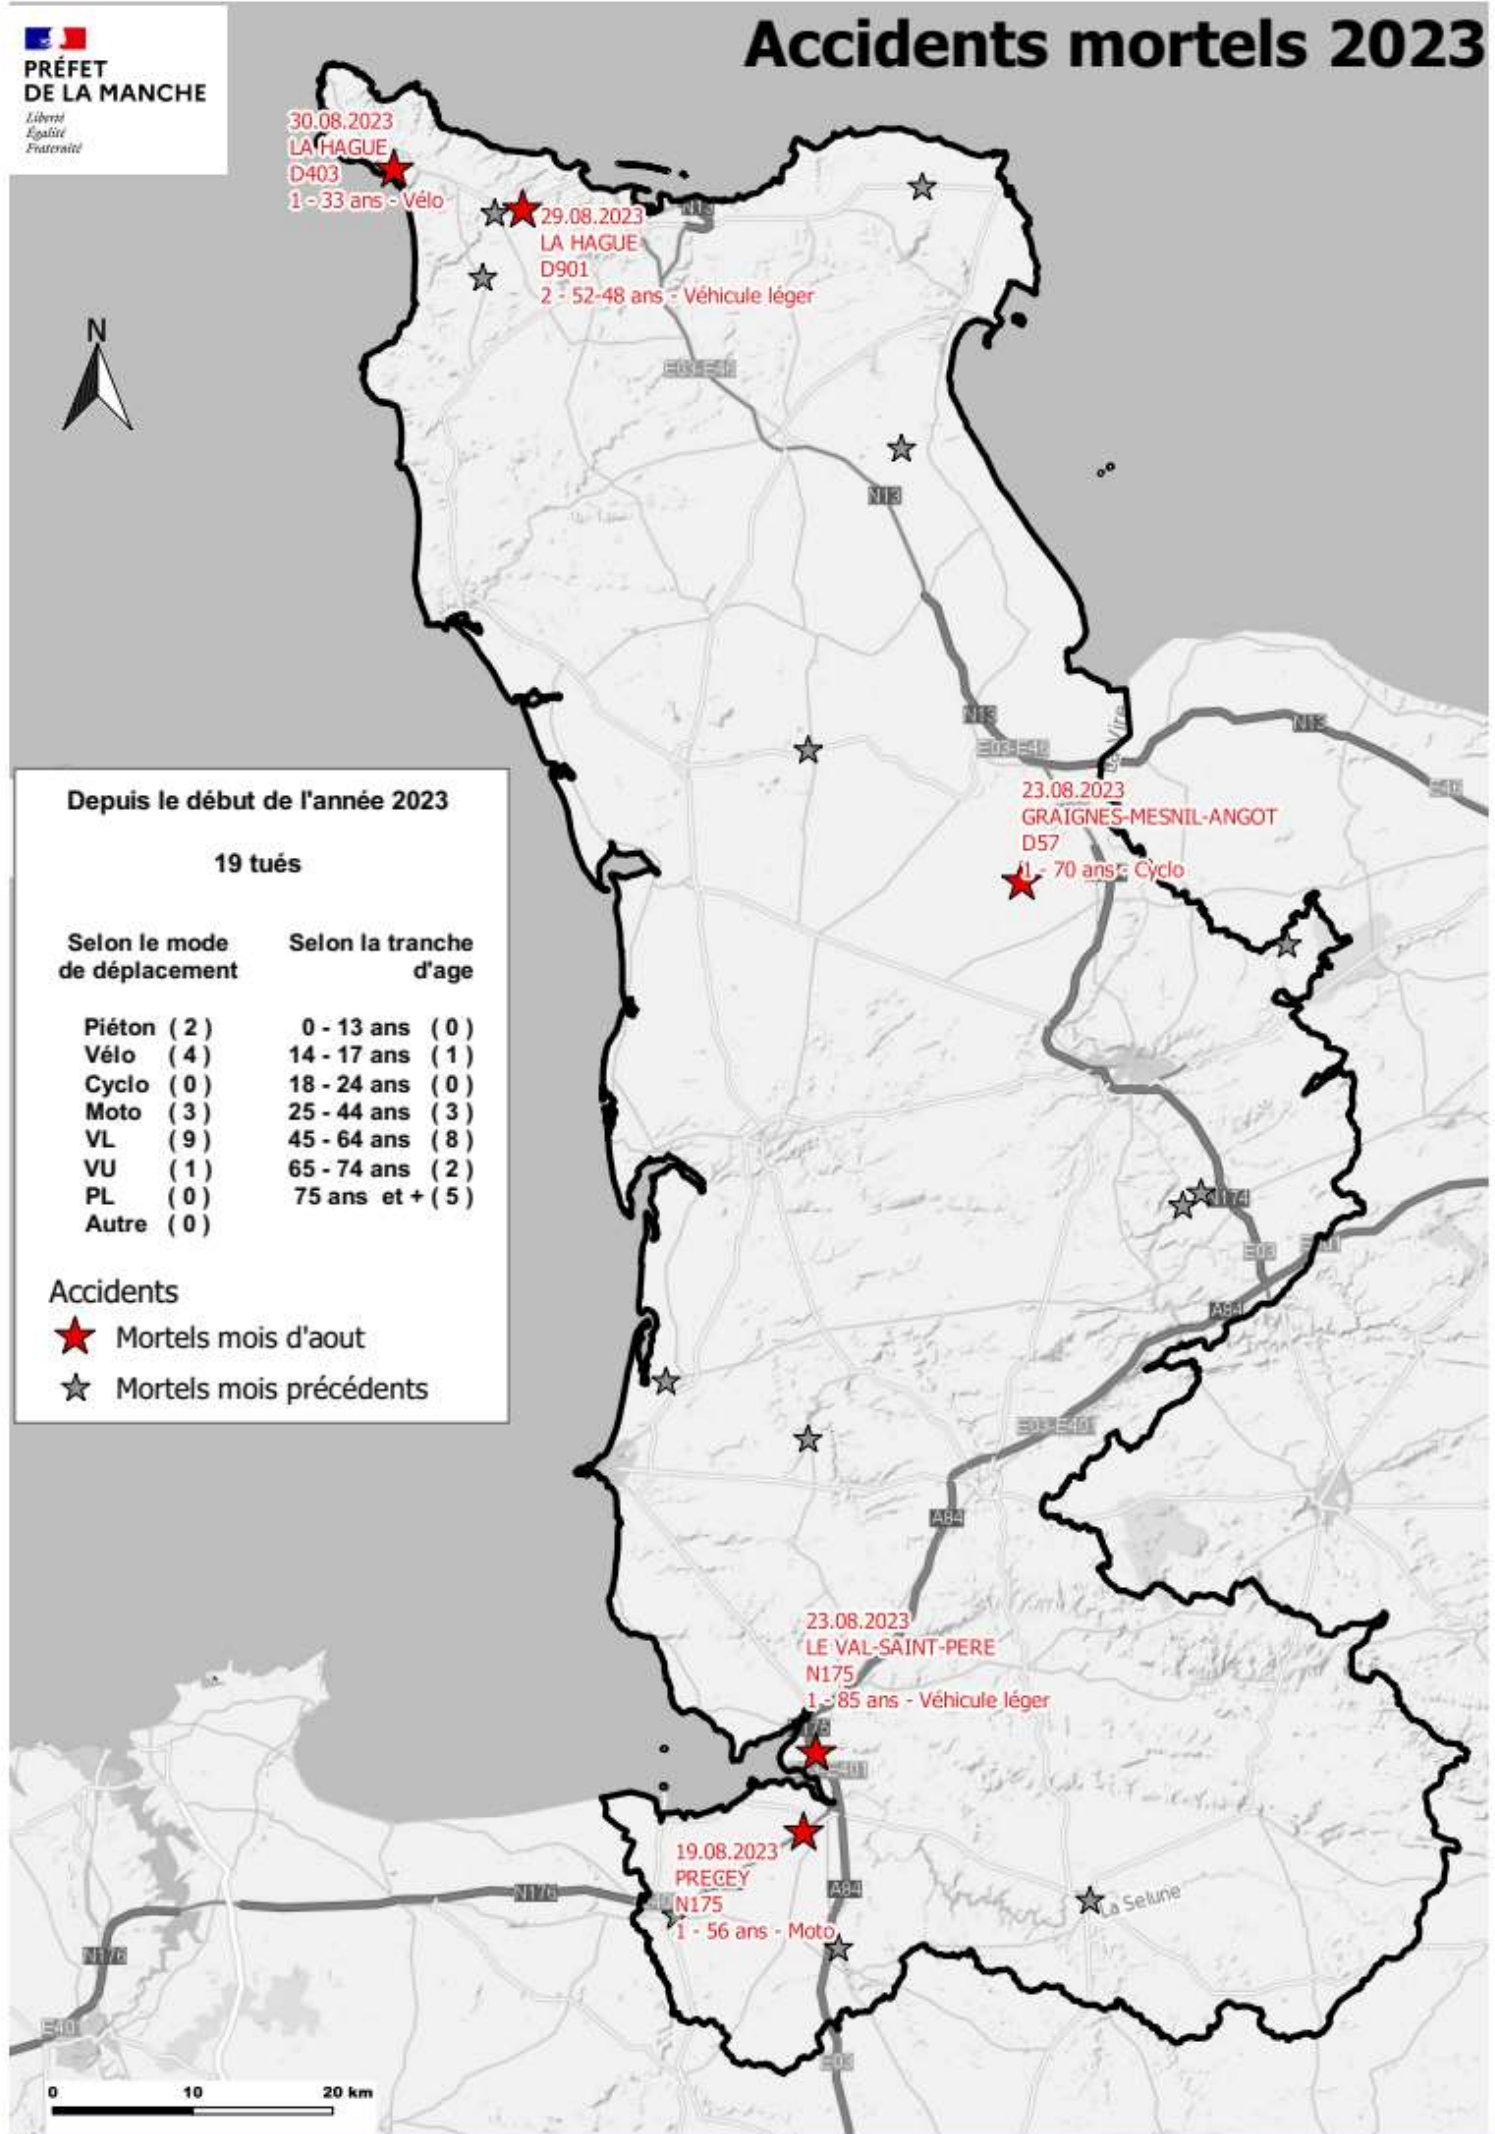 PRÉFET
DE LA MANCHE
Liberté
Égalité
Fraternité
Accidents mortels 2023
30.08.2023
LA HAGUE
D403
1 - 33 ans - Vélo
29.08.2023
LA HAGUE
D901
2 - 52-48 ans - Véhicule léger
N13
N
E03-E46
N13
N13
E03-E46
Vire
N13
E46
23.08.2023
GRAIGNES-MESNIL-ANGOT
D57
1 - 70 ans - Cyclo
Depuis le début de l'année 2023
19 tués
Selon le mode de déplacement
Piéton ( 2 )
Vélo ( 4 )
Cyclo ( 0 )
Moto ( 3 )
VL ( 9 )
VU ( 1 )
PL ( 0 )
Autre ( 0 )
Selon la tranche d'age
0 - 13 ans ( 0 )
14 - 17 ans ( 1 )
18 - 24 ans ( 0 )
25 - 44 ans ( 3 )
45 - 64 ans ( 8 )
65 - 74 ans ( 2 )
75 ans et + ( 5 )
Accidents
Mortels mois d'aout
Mortels mois précédents
N174
E03
A84
E03-E401
A84
23.08.2023
LE VAL-SAINT-PERE
N175
1 - 85 ans - Véhicule léger
E401
19.08.2023
PRECEY
N175
1 - 56 ans - Moto
A84
La Selune
N176
N176
E40
E03
0 10 20 km